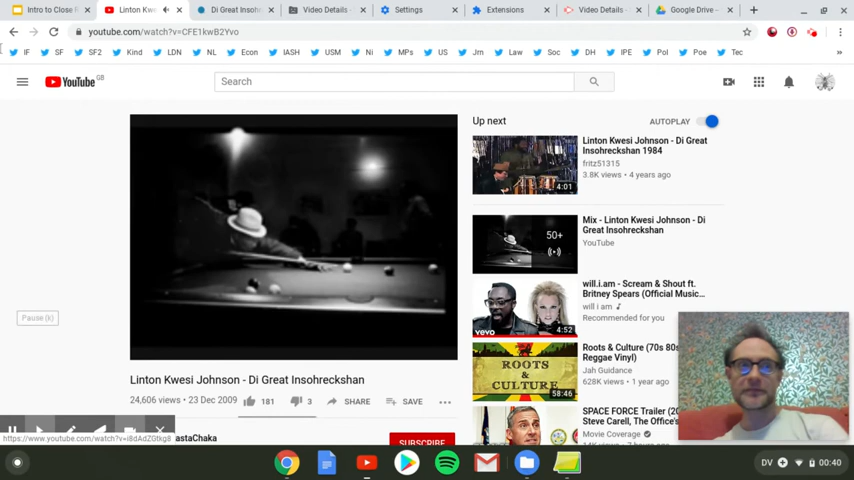 Intro to Close R
Linton Kwe
Di Great Insoh
Video Details -
Settings
Extensions
Video Details -
Google Drive -
youtube.com/watch?v=CFE1kwB2Yvo
IF SF SF2 Kind LDN NL Econ IASH USM Ni MPs US Jrn Law Soc DH IPE Pol Poe Tec »
YouTube GB
Search
Up next
AUTOPLAY
Linton Kwesi Johnson - Di Great
Insohreckshan 1984
fritz51315
3.8K views • 4 years ago
4:01
Mix - Linton Kwesi Johnson - Di
Great Insohreckshan
YouTube
50+
will.i.am - Scream & Shout ft.
Britney Spears (Official Music...
will i am
Recommended for you
vevo
4:52
Roots & Culture (70s 80s
Reggae Vinyl)
Jah Guidance
628K views • 1 year ago
ROOTS
&
CULTURE
58:46
SPACE FORCE Trailer (20
Steve Carell, The Office's
Movie Coverage
Pause (k)
Linton Kwesi Johnson - Di Great Insohreckshan
24,606 views • 23 Dec 2009
181
3
SHARE
SAVE
https://www.youtube.com/watch?v=i8dAdZGtkg8
astaChaka
SUBSCRIBE
DV
00:40